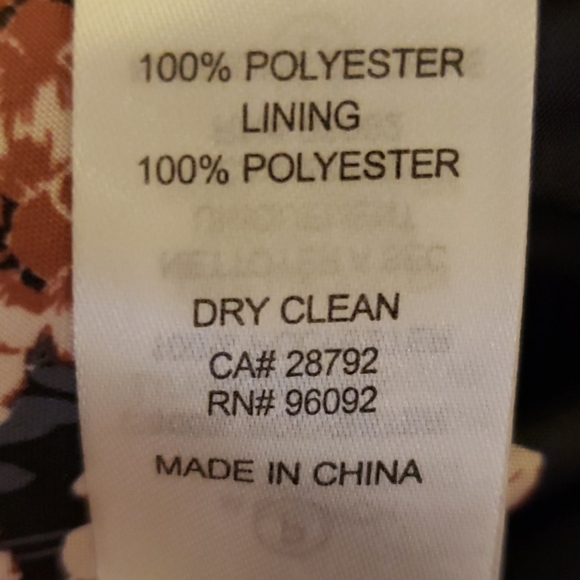 100% POLYESTER
LINING
100% POLYESTER
DRY CLEAN
CA# 28792
RN# 96092
MADE IN CHINA